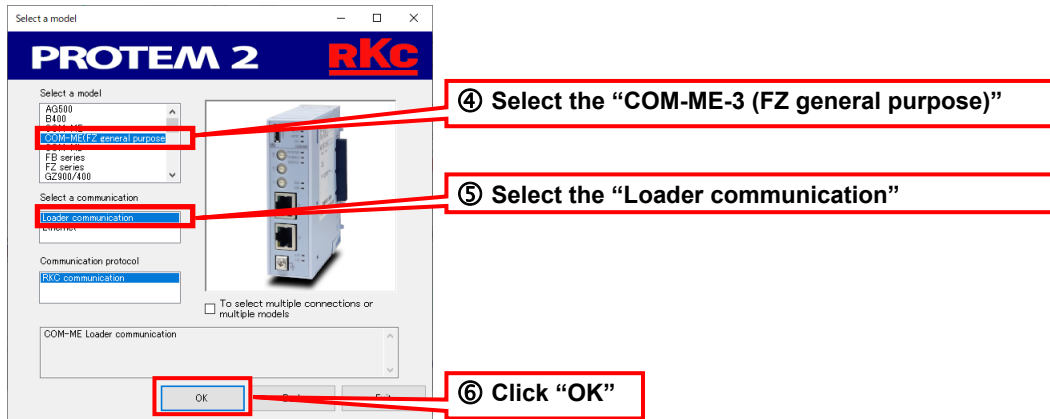 Select a model
PROTEM 2
RKC
Select a model
AG500
B400
COM-ME(FZ general purpose
FB series
FZ series
GZ900/400
Select a communication
Loader communication
Communication protocol
RKC communication
To select multiple connections or
multiple models
COM-ME Loader communication
OK
④ Select the “COM-ME-3 (FZ general purpose)”
⑤ Select the “Loader communication”
⑥ Click “OK”